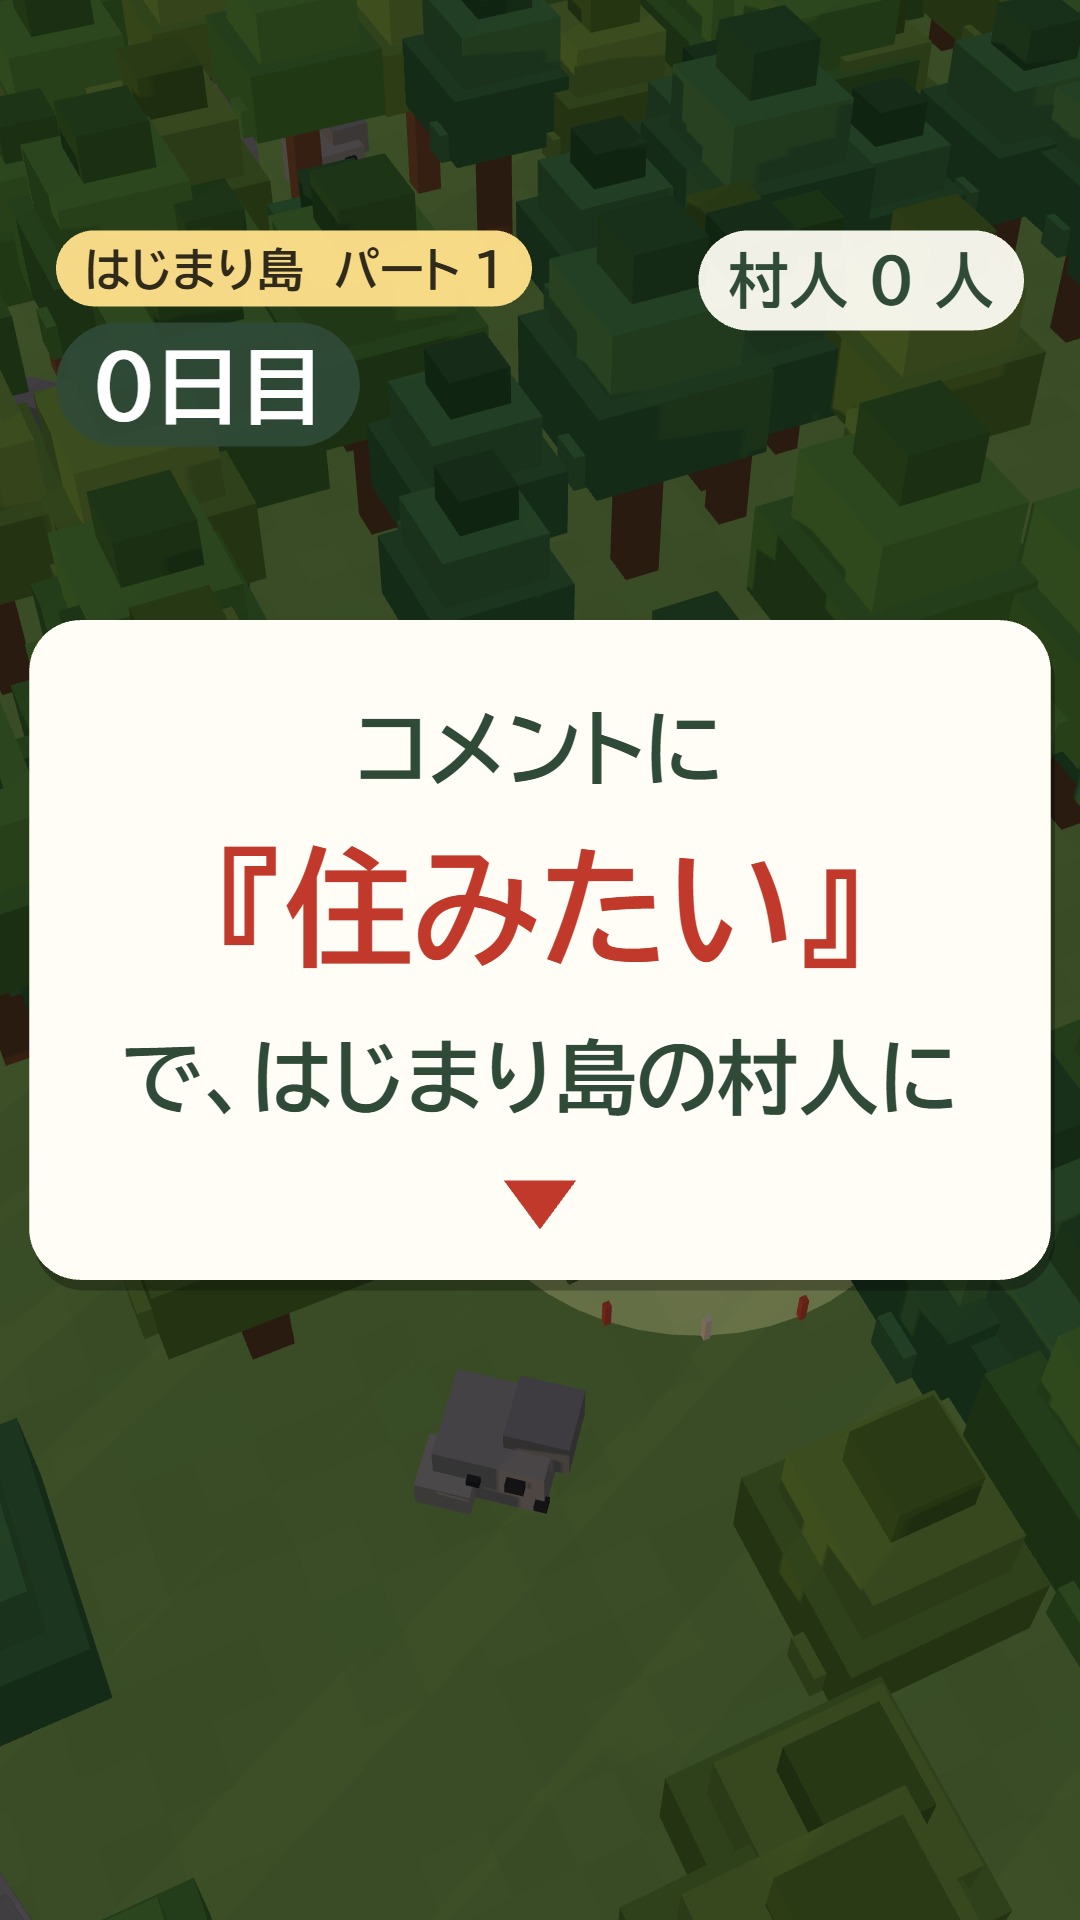 はじまり島 パート 1
村人 0 人
0日目
コメントに
『住みたい』
で、はじまり島の村人に